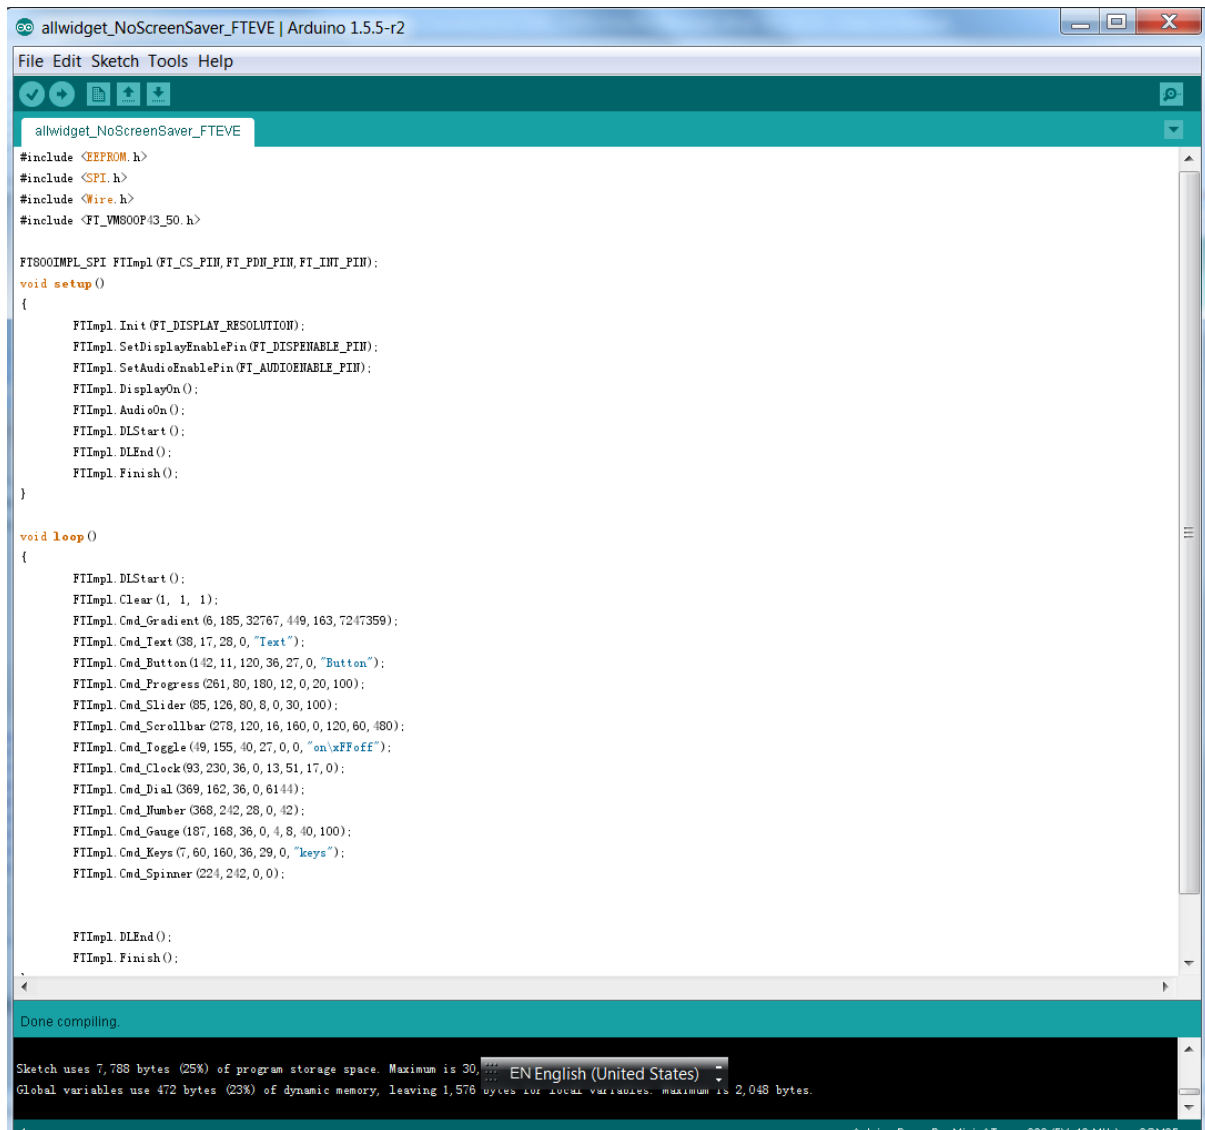 allwidget_NoScreenSaver_FTEVE | Arduino 1.5.5-r2
File Edit Sketch Tools Help
allwidget_NoScreenSaver_FTEVE
#include <EEPROM.h>
#include <SPI.h>
#include <Wire.h>
#include <FT_VM800P43_50.h>
FT800IMPL_SPI FTImpl(FT_CS_PIN,FT_PDN_PIN,FT_INT_PIN);
void setup()
{
FTImpl.Init(FT_DISPLAY_RESOLUTION);
FTImpl.SetDisplayEnablePin(FT_DISPENABLE_PIN);
FTImpl.SetAudioEnablePin(FT_AUDIOENABLE_PIN);
FTImpl.DisplayOn();
FTImpl.AudioOn();
FTImpl.DLStart();
FTImpl.DLEnd();
FTImpl.Finish();
}
void loop()
{
FTImpl.DLStart();
FTImpl.Clear(1, 1, 1);
FTImpl.Cmd_Gradient(6,185,32767,449,163,7247359);
FTImpl.Cmd_Text(38,17,28,0,"Text");
FTImpl.Cmd_Button(142,11,120,36,27,0,"Button");
FTImpl.Cmd_Progress(261,80,180,12,0,20,100);
FTImpl.Cmd_Slider(85,126,80,8,0,30,100);
FTImpl.Cmd_Scrollbar(278,120,16,160,0,120,60,480);
FTImpl.Cmd_Toggle(49,155,40,27,0,0,"on\xFFoff");
FTImpl.Cmd_Clock(93,230,36,0,13,51,17,0);
FTImpl.Cmd_Dial(369,162,36,0,6144);
FTImpl.Cmd_Number(368,242,28,0,42);
FTImpl.Cmd_Gauge(187,168,36,0,4,8,40,100);
FTImpl.Cmd_Keys(7,60,160,36,29,0,"keys");
FTImpl.Cmd_Spinner(224,242,0,0);
FTImpl.DLEnd();
FTImpl.Finish();
Done compiling.
Sketch uses 7,788 bytes (25%) of program storage space. Maximum is 30,
EN English (United States)
Global variables use 472 bytes (23%) of dynamic memory, leaving 1,576 bytes for local variables. Maximum is 2,048 bytes.